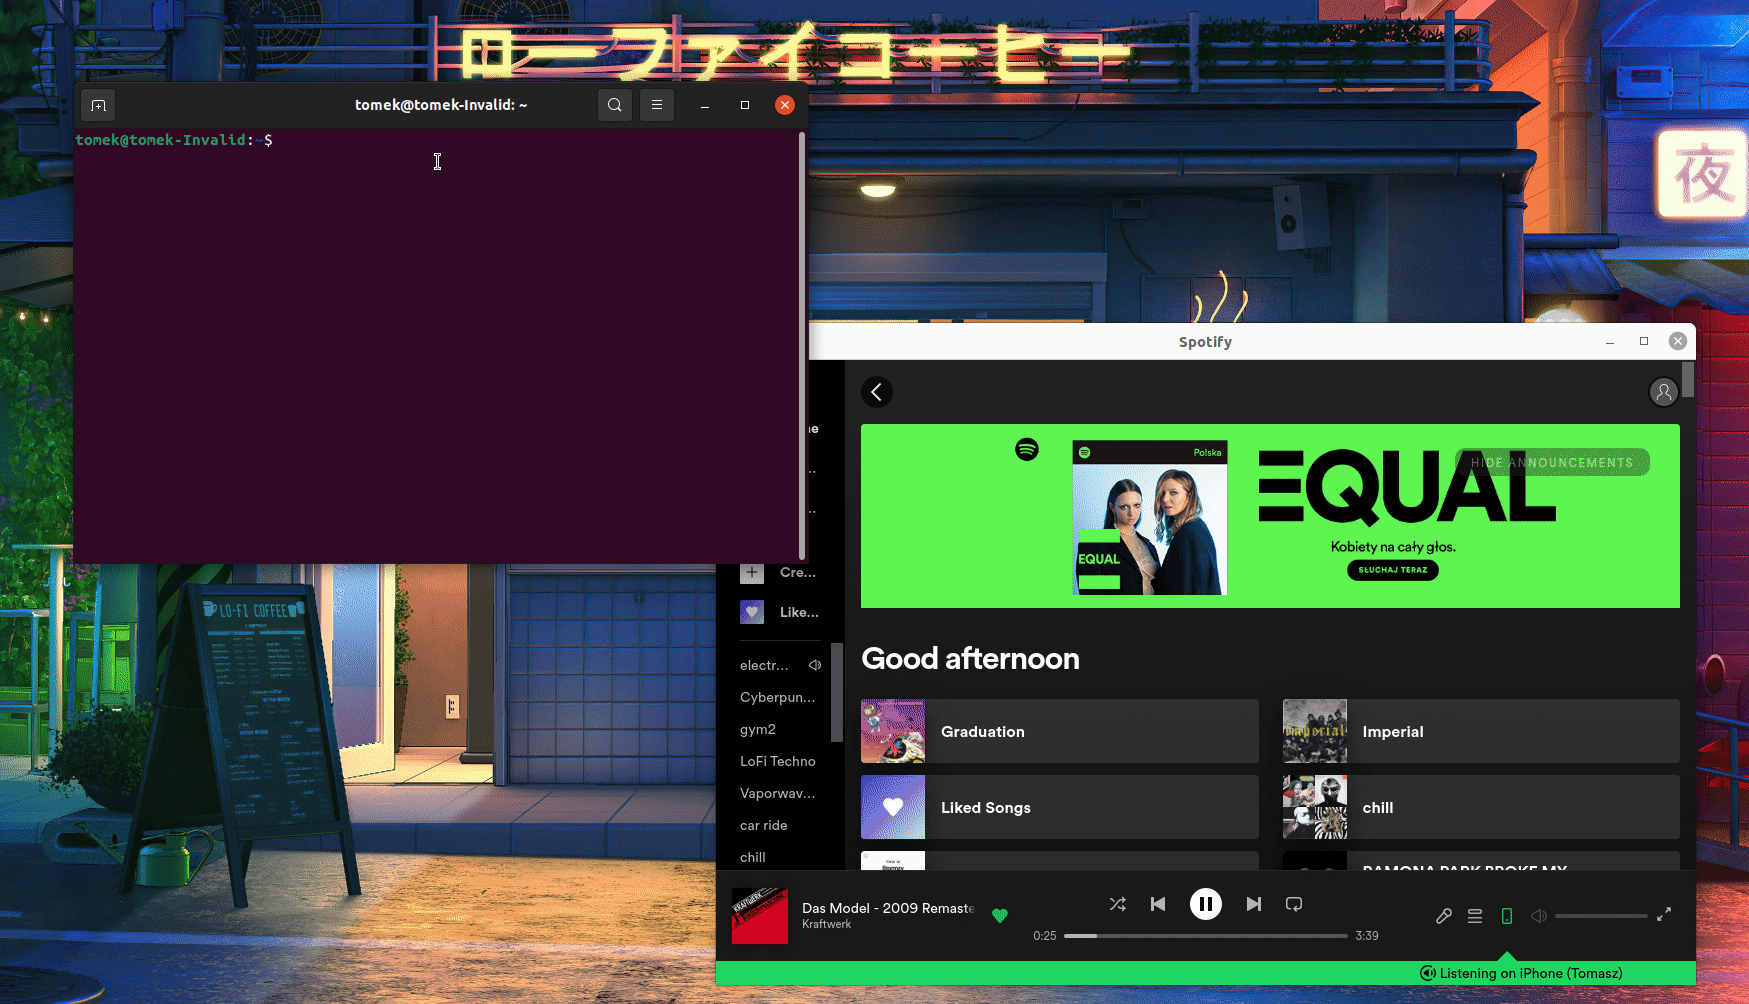 ローファイコーヒー
夜
tomek@tomek-Invalid: ~
tomek@tomek-Invalid:~$
Spotify
Polska
EQUAL
EQUAL
HIDE ANNOUNCEMENTS
Kobiety na cały głos.
SŁUCHAJ TERAZ
Cre...
Like...
electr...
Cyberpun...
gym2
LoFi Techno
Vaporwav...
car ride
chill
Good afternoon
Graduation
Imperial
Liked Songs
chill
RAMONA PARK BROKE MY
LO-FI COFFEE
KRAFTWERK
Das Model - 2009 Remaste
Kraftwerk
0:25
3:39
Listening on iPhone (Tomasz)